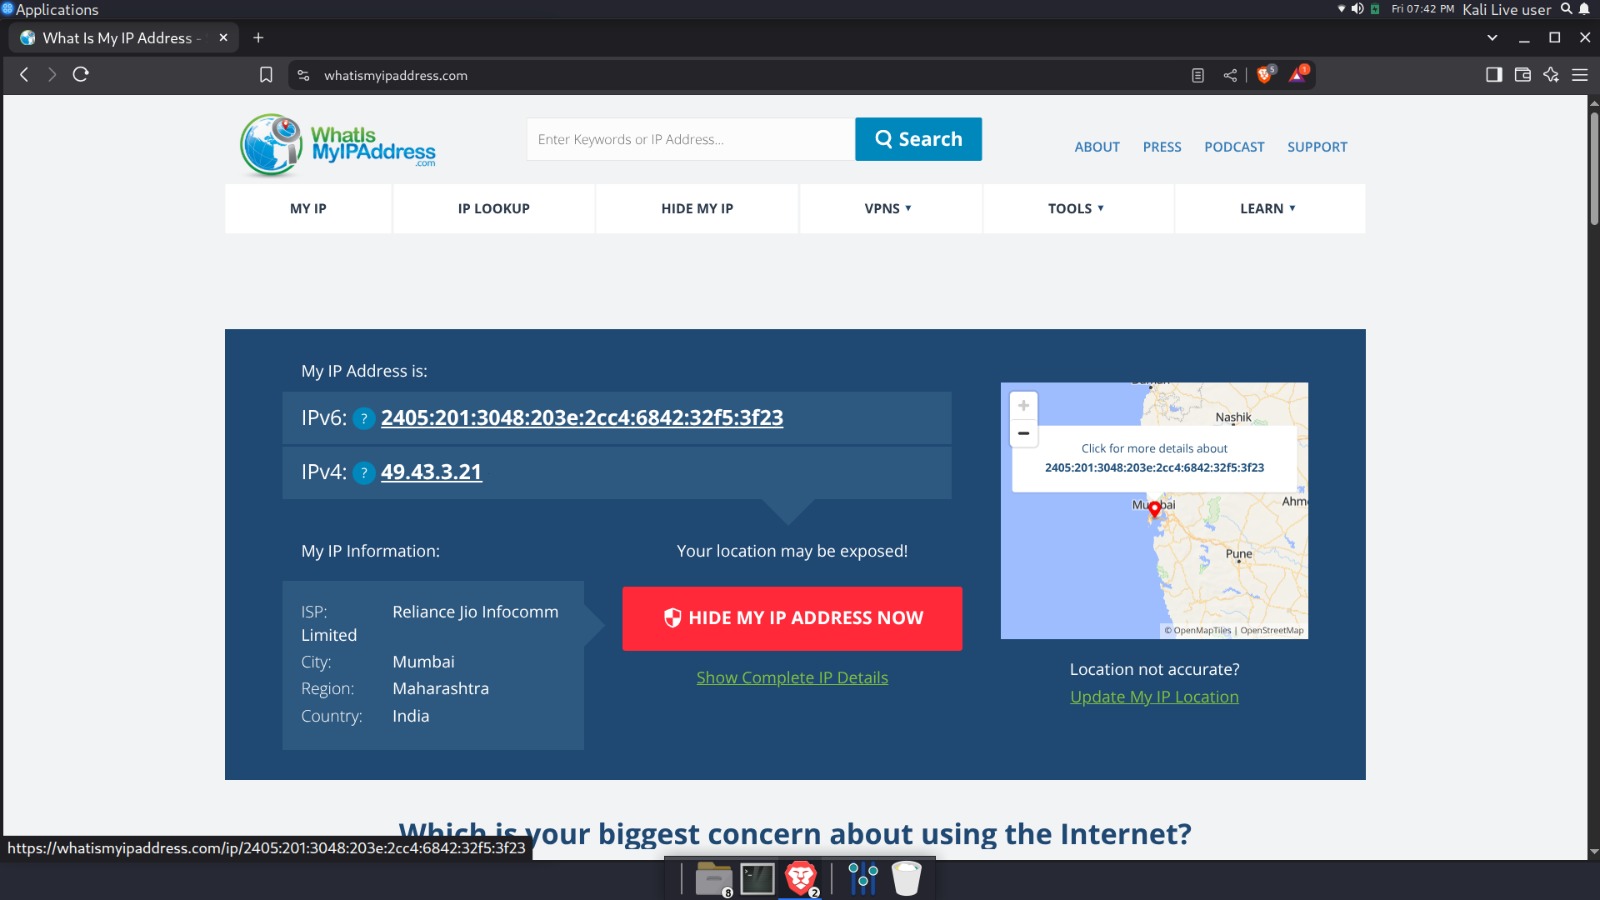 Applications
Fri 07:42 PM Kali Live user
What Is My IP Address -
whatismyipaddress.com
5
1
WhatIs
MyIPAddress
.com
Enter Keywords or IP Address...
Search
ABOUT PRESS PODCAST SUPPORT
MY IP IP LOOKUP HIDE MY IP VPNS TOOLS LEARN
My IP Address is:
IPv6: ? 2405:201:3048:203e:2cc4:6842:32f5:3f23
IPv4: ? 49.43.3.21
My IP Information:
ISP: Reliance Jio Infocomm
Limited
City: Mumbai
Region: Maharashtra
Country: India
Your location may be exposed!
HIDE MY IP ADDRESS NOW
Show Complete IP Details
+
−
Nashik
Click for more details about
2405:201:3048:203e:2cc4:6842:32f5:3f23
Ahm
Pune
© OpenMapTiles | OpenStreetMap
Location not accurate?
Update My IP Location
Which is your biggest concern about using the Internet?
https://whatismyipaddress.com/ip/2405:201:3048:203e:2cc4:6842:32f5:3f23
8
2